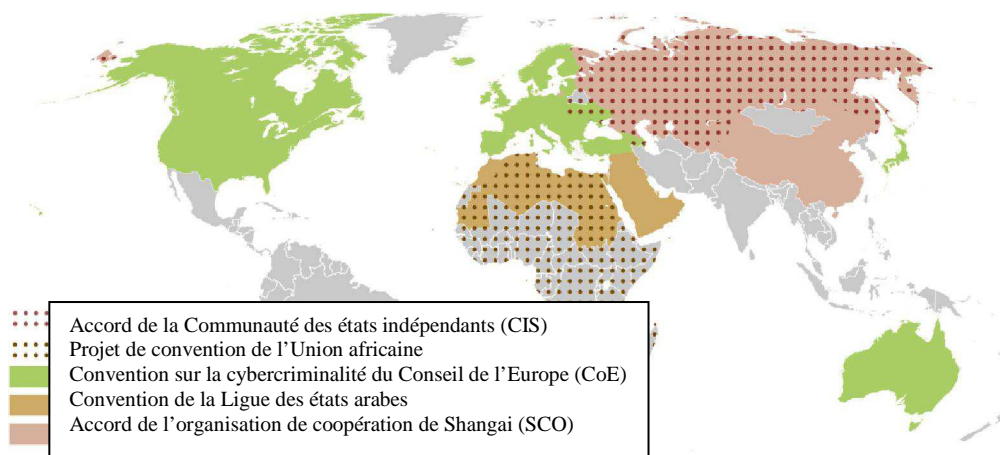 Accord de la Communauté des états indépendants (CIS)
Projet de convention de l'Union africaine
Convention sur la cybercriminalité du Conseil de l'Europe (CoE)
Convention de la Ligue des états arabes
Accord de l'organisation de coopération de Shangai (SCO)